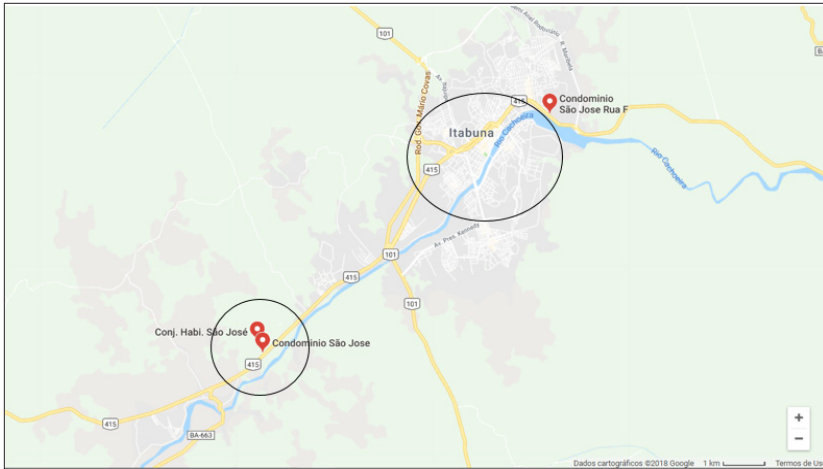 101
415
Condominio
São Jose Rua F
Itabuna
Rio Cachoeira
Rod. Gov. Mário Covas
415
Rio Cachoeira
Av. Pres. Kennedy
101
415
101
Conj. Habi. São José
Condominio São Jose
415
415
BA-663
+
−
Dados cartográficos ©2018 Google
1 km
Termos de Us